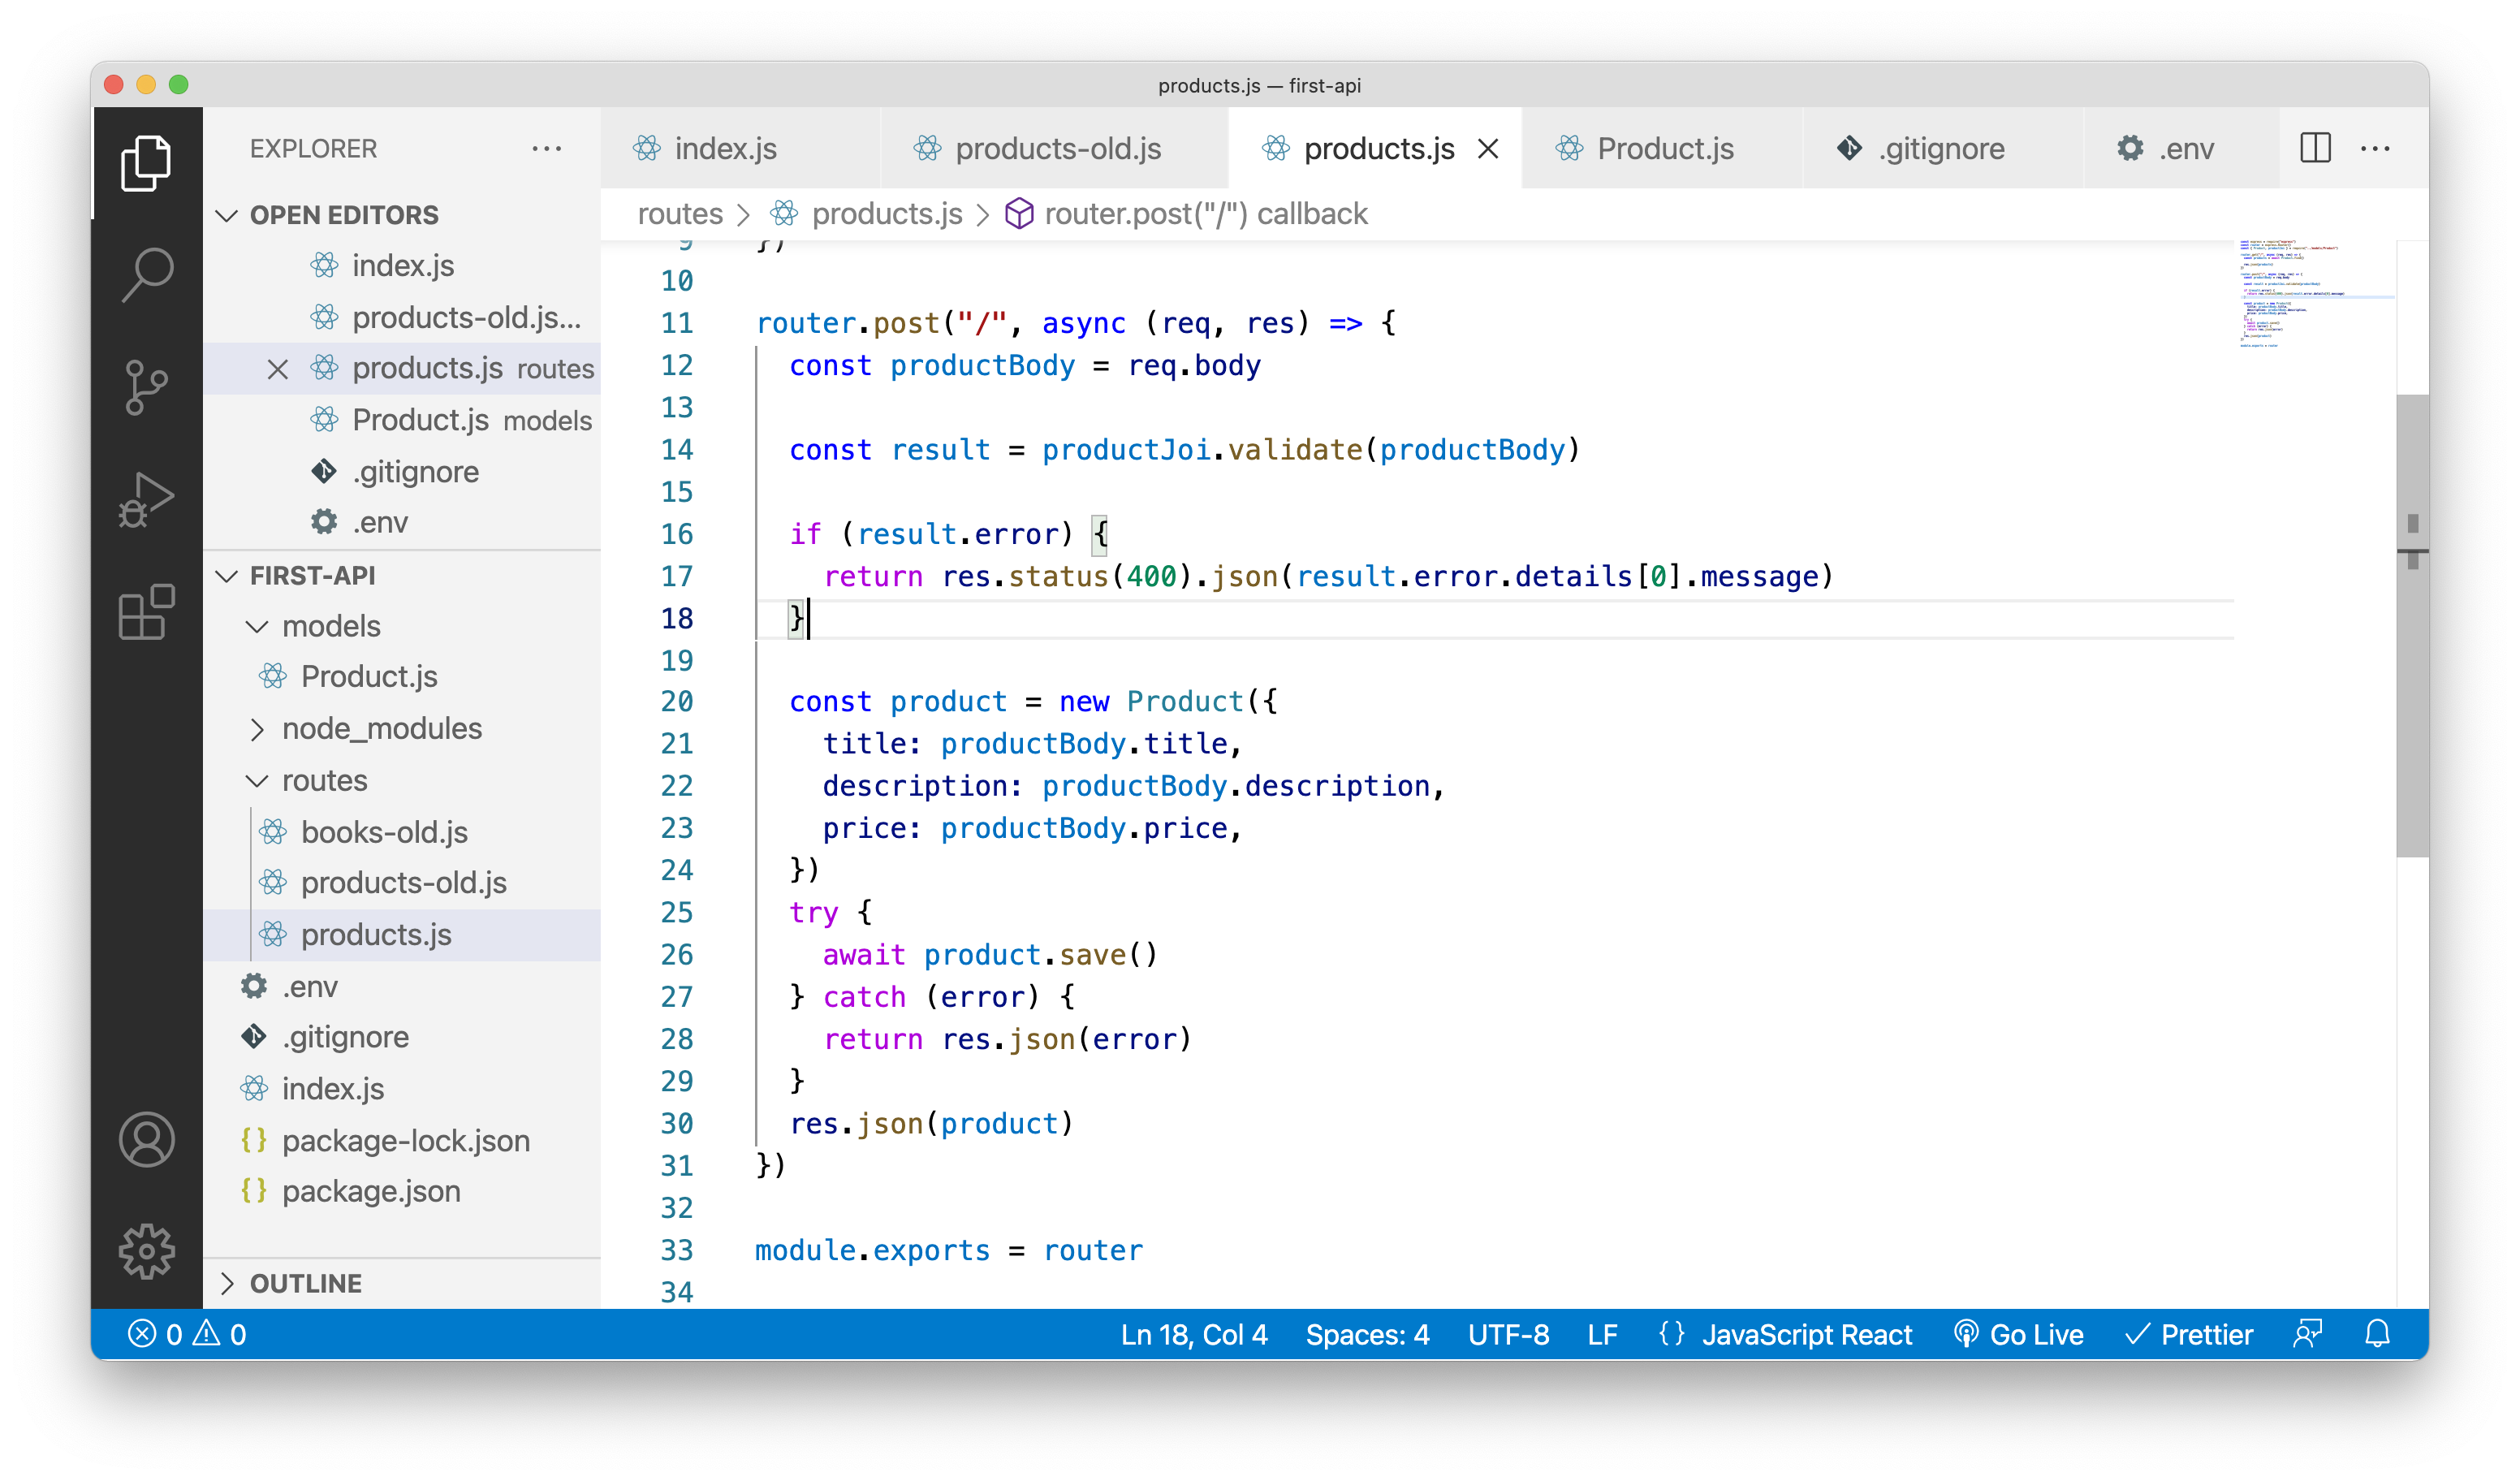 products.js — first-api
EXPLORER
OPEN EDITORS
index.js
products-old.js...
products.js routes
Product.js models
.gitignore
.env
FIRST-API
models
Product.js
node_modules
routes
books-old.js
products-old.js
products.js
.env
.gitignore
index.js
{} package-lock.json
{} package.json
OUTLINE
index.js products-old.js products.js Product.js .gitignore .env
routes > products.js > router.post("/") callback
9 })
10
11 router.post("/", async (req, res) => {
12 const productBody = req.body
13
14 const result = productJoi.validate(productBody)
15
16 if (result.error) {
17 return res.status(400).json(result.error.details[0].message)
18 }
19
20 const product = new Product({
21 title: productBody.title,
22 description: productBody.description,
23 price: productBody.price,
24 })
25 try {
26 await product.save()
27 } catch (error) {
28 return res.json(error)
29 }
30 res.json(product)
31 })
32
33 module.exports = router
34
0 0 Ln 18, Col 4 Spaces: 4 UTF-8 LF {} JavaScript React Go Live Prettier